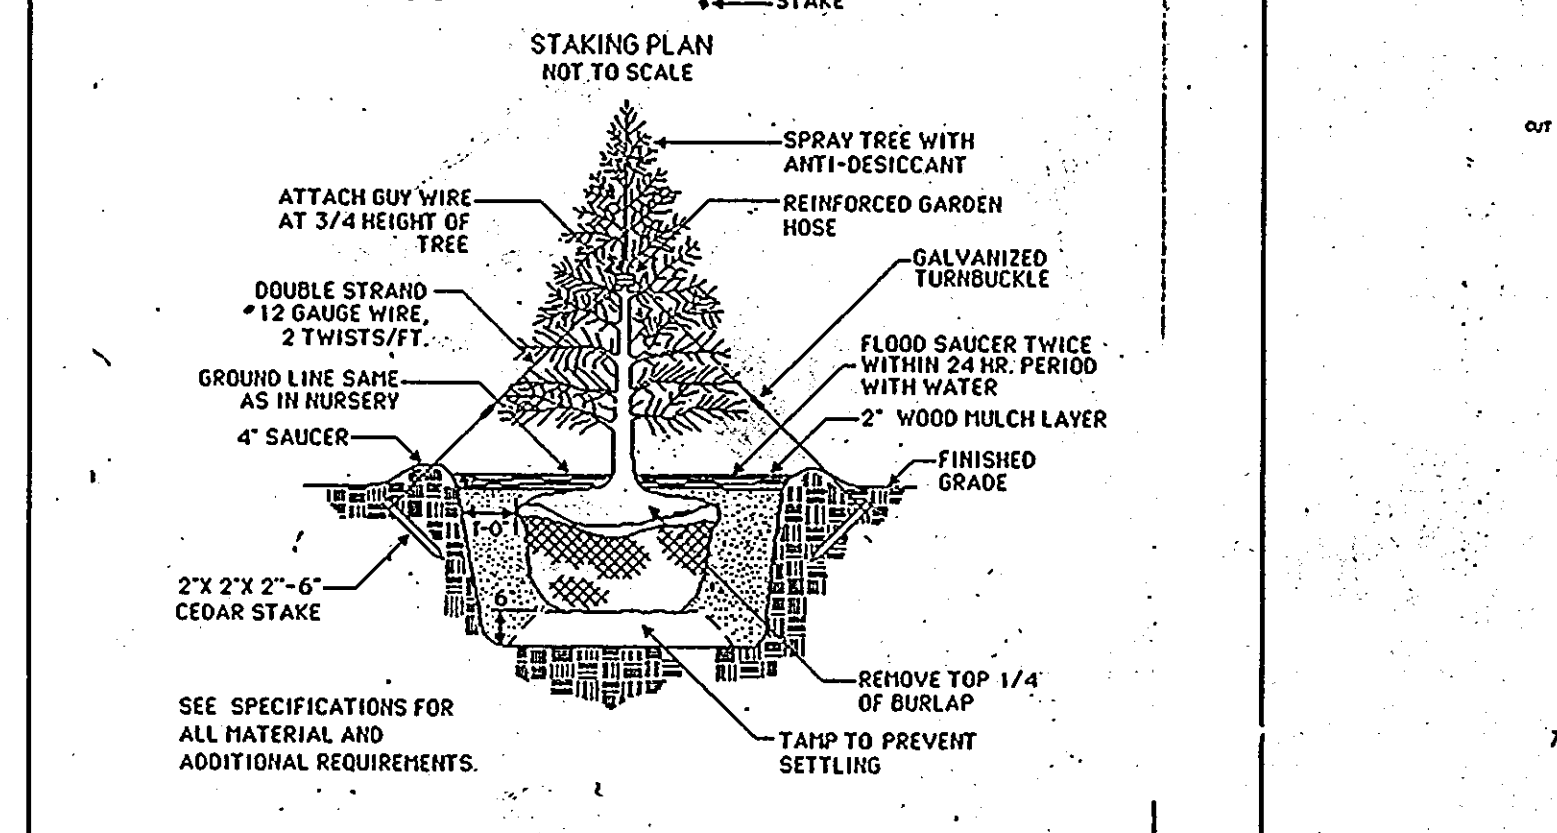 STAKE
STAKING PLAN
NOT TO SCALE
SPRAY TREE WITH
ANTI-DESICCANT
CUT
ATTACH GUY WIRE
AT 3/4 HEIGHT OF
TREE
REINFORCED GARDEN
HOSE
GALVANIZED
TURNBUCKLE
DOUBLE STRAND
#12 GAUGE WIRE,
2 TWISTS/FT.
FLOOD SAUCER TWICE
WITHIN 24 HR. PERIOD
WITH WATER
GROUND LINE SAME
AS IN NURSERY
2" WOOD MULCH LAYER
4" SAUCER
FINISHED
GRADE
1'-0"
2"X 2"X 2"-6"
CEDAR STAKE
6
REMOVE TOP 1/4
OF BURLAP
SEE SPECIFICATIONS FOR
ALL MATERIAL AND
ADDITIONAL REQUIREMENTS.
TAMP TO PREVENT
SETTLING